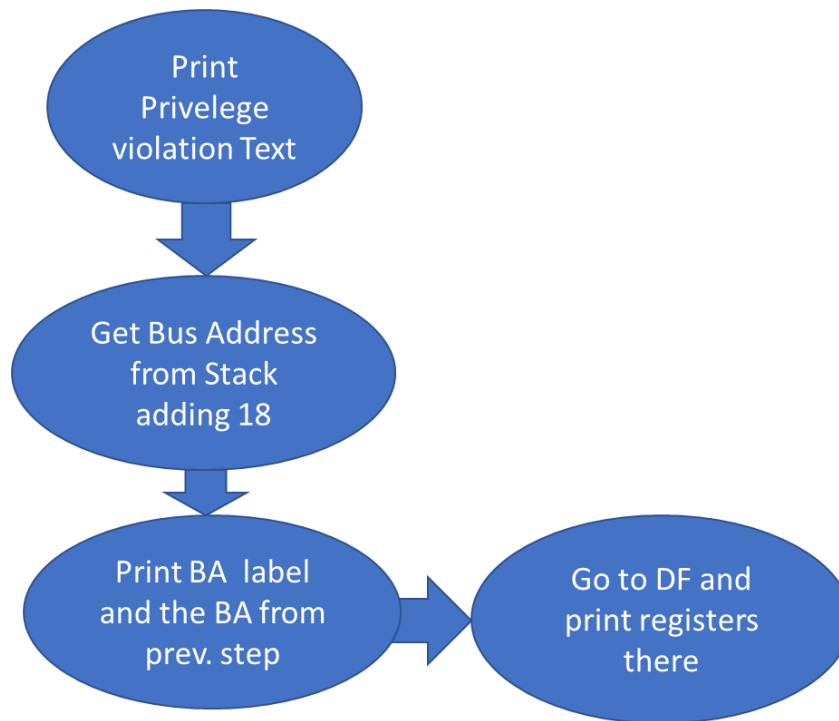 Print
Privelege
violation Text
Get Bus Address
from Stack
adding 18
Print BA label
and the BA from
prev. step
Go to DF and
print registers
there